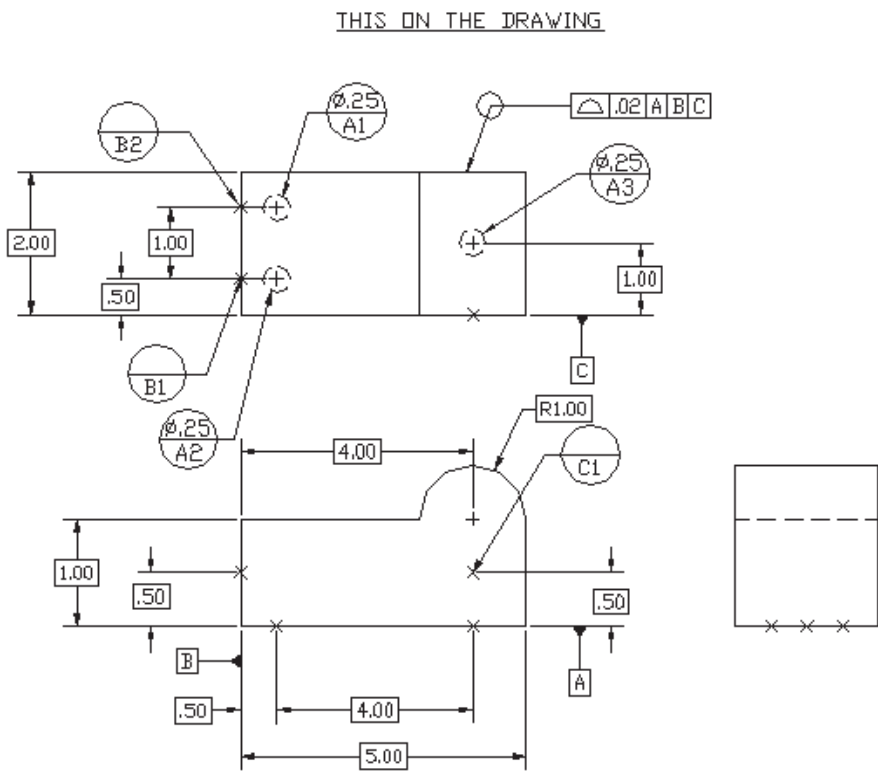 THIS ON THE DRAWING
⌀.25
A1
B2
⌓ .02 A B C
⌀.25
A3
2.00
1.00
.50
1.00
B1
C
⌀.25
A2
R1.00
4.00
C1
1.00
.50
.50
B
A
.50
4.00
5.00